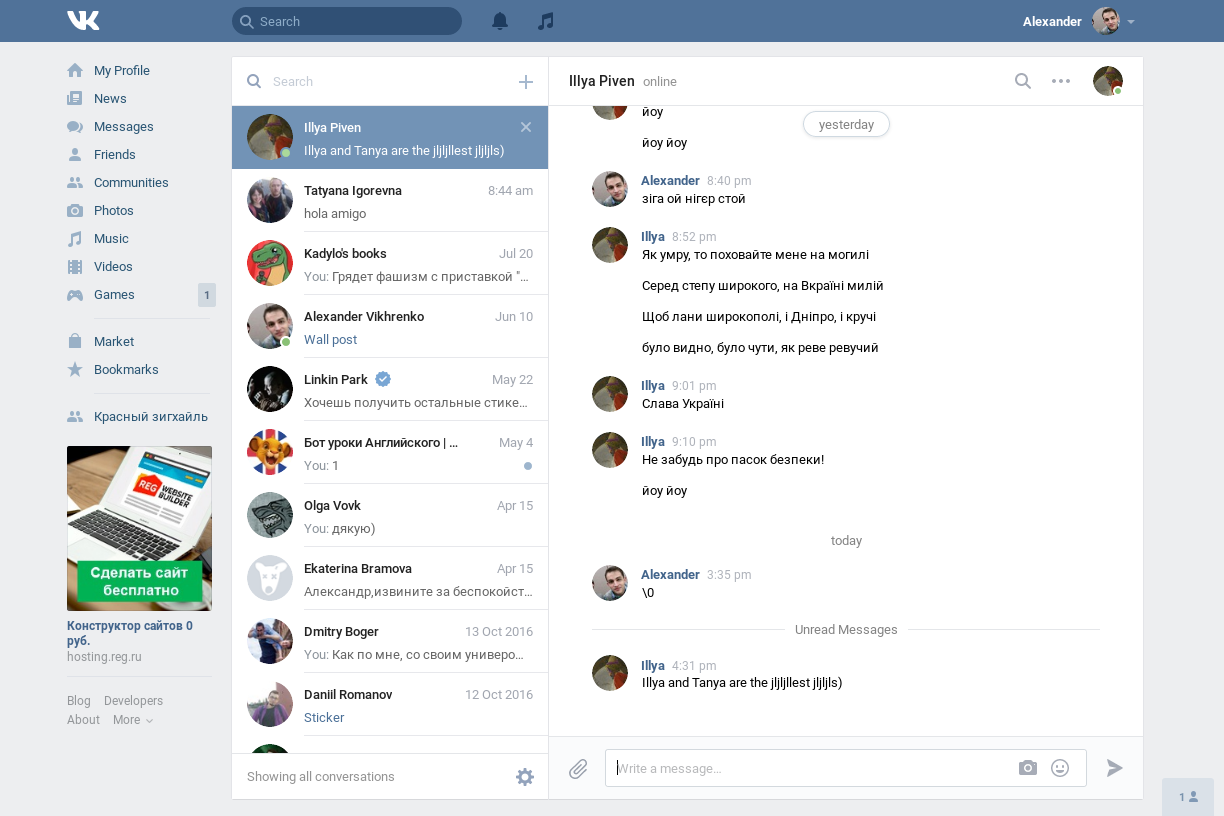 Search
Alexander
My Profile
News
Messages
Friends
Communities
Photos
Music
Videos
Games 1
Market
Bookmarks
Красный зигхайль
REG
WEBSITE
BUILDER
Сделать сайт
бесплатно
Конструктор сайтов 0
руб.
hosting.reg.ru
Blog Developers
About More
Search
Illya Piven
Illya and Tanya are the jljljllest jljljls)
Tatyana Igorevna 8:44 am
hola amigo
Kadylo's books Jul 20
You: Грядет фашизм с приставкой "...
Alexander Vikhrenko Jun 10
Wall post
Linkin Park May 22
Хочешь получить остальные стике...
Бот уроки Английского | ... May 4
You: 1
Olga Vovk Apr 15
You: дякую)
Ekaterina Bramova Apr 15
Александр,извините за беспокойст...
Dmitry Boger 13 Oct 2016
You: Как по мне, со своим универо...
Daniil Romanov 12 Oct 2016
Sticker
Showing all conversations
Illya Piven online
йоу
yesterday
йоу йоу
Alexander 8:40 pm
зіга ой нігєр стой
Illya 8:52 pm
Як умру, то поховайте мене на могилі
Серед степу широкого, на Вкраїні милій
Щоб лани широкополі, і Дніпро, і кручі
було видно, було чути, як реве ревучий
Illya 9:01 pm
Слава Україні
Illya 9:10 pm
Не забудь про пасок безпеки!
йоу йоу
today
Alexander 3:35 pm
\0
Unread Messages
Illya 4:31 pm
Illya and Tanya are the jljljllest jljljls)
Write a message...
1